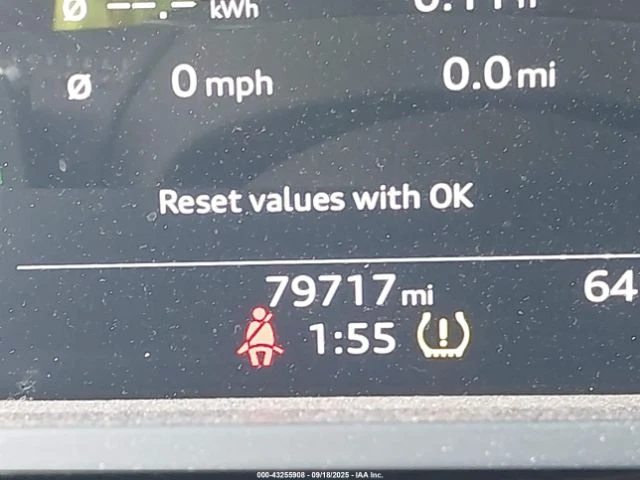 Ø --.- kWh
Ø 0 mph 0.0 mi
Reset values with OK
79717 mi 64
1:55
000-43255908 - 09/18/2025 - IAA Inc.